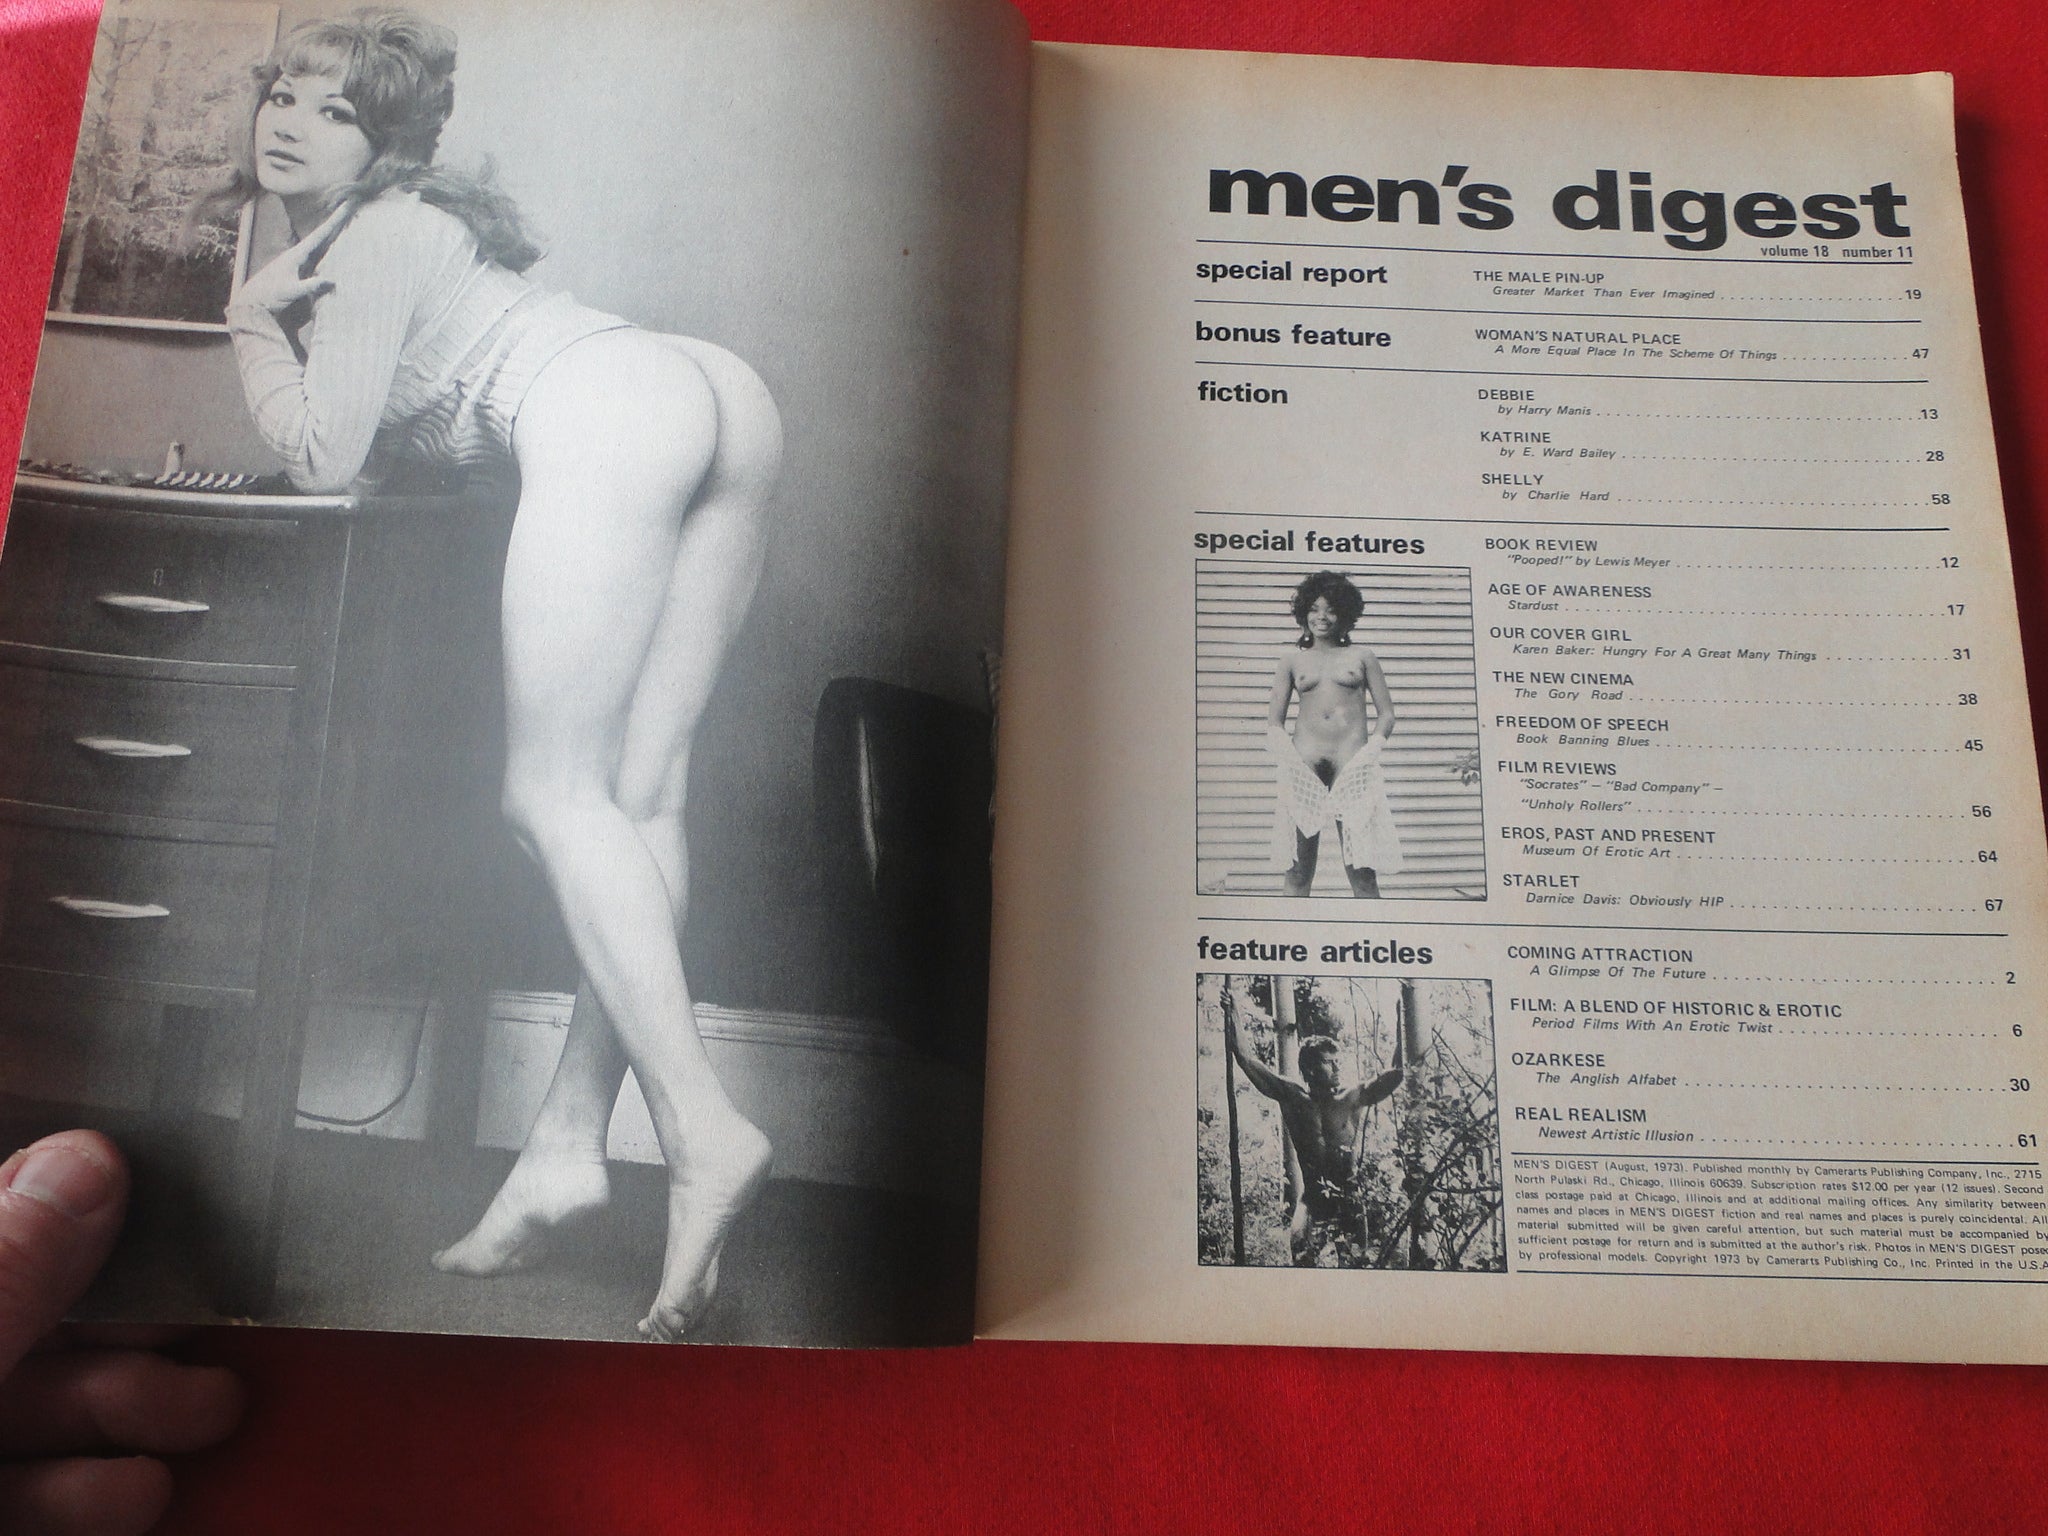 men's digest
volume 18 number 11
special report
THE MALE PIN-UP
Greater Market Than Ever Imagined . . . . . . . . . . . . . . . . . . . . 19
bonus feature
WOMAN'S NATURAL PLACE
A More Equal Place In The Scheme Of Things . . . . . . . . . . . . . 47
fiction
DEBBIE
by Harry Manis . . . . . . . . . . . . . . . . . . . . . . . . . . . . . . . . . . 13
KATRINE
by E. Ward Bailey . . . . . . . . . . . . . . . . . . . . . . . . . . . . . . . 28
SHELLY
by Charlie Hard . . . . . . . . . . . . . . . . . . . . . . . . . . . . . . . . 58
special features
BOOK REVIEW
"Pooped!" by Lewis Meyer . . . . . . . . . . . . . . . . . . . . . . . . . . . 12
AGE OF AWARENESS
Stardust . . . . . . . . . . . . . . . . . . . . . . . . . . . . . . . . . . . . . . . 17
OUR COVER GIRL
Karen Baker: Hungry For A Great Many Things . . . . . . . . . . . . 31
THE NEW CINEMA
The Gory Road . . . . . . . . . . . . . . . . . . . . . . . . . . . . . . . . . 38
FREEDOM OF SPEECH
Book Banning Blues . . . . . . . . . . . . . . . . . . . . . . . . . . . . . . 45
FILM REVIEWS
"Socrates" – "Bad Company" –
"Unholy Rollers" . . . . . . . . . . . . . . . . . . . . . . . . . . . . . . . . . 56
EROS, PAST AND PRESENT
Museum Of Erotic Art . . . . . . . . . . . . . . . . . . . . . . . . . . . . . 64
STARLET
Darnice Davis: Obviously HIP . . . . . . . . . . . . . . . . . . . . . . . . 67
feature articles
COMING ATTRACTION
A Glimpse Of The Future . . . . . . . . . . . . . . . . . . . . . . . . . . . 2
FILM: A BLEND OF HISTORIC & EROTIC
Period Films With An Erotic Twist . . . . . . . . . . . . . . . . . . . . . 6
OZARKESE
The Anglish Alfabet . . . . . . . . . . . . . . . . . . . . . . . . . . . . . . . 30
REAL REALISM
Newest Artistic Illusion . . . . . . . . . . . . . . . . . . . . . . . . . . . . . 61
MEN'S DIGEST (August, 1973). Published monthly by Camerarts Publishing Company, Inc., 2715
North Pulaski Rd., Chicago, Illinois 60639. Subscription rates $12.00 per year (12 issues). Second
class postage paid at Chicago, Illinois and at additional mailing offices. Any similarity between
names and places in MEN'S DIGEST fiction and real names and places is purely coincidental. All
material submitted will be given careful attention, but such material must be accompanied by
sufficient postage for return and is submitted at the author's risk. Photos in MEN'S DIGEST posed
by professional models. Copyright 1973 by Camerarts Publishing Co., Inc. Printed in the U.S.A